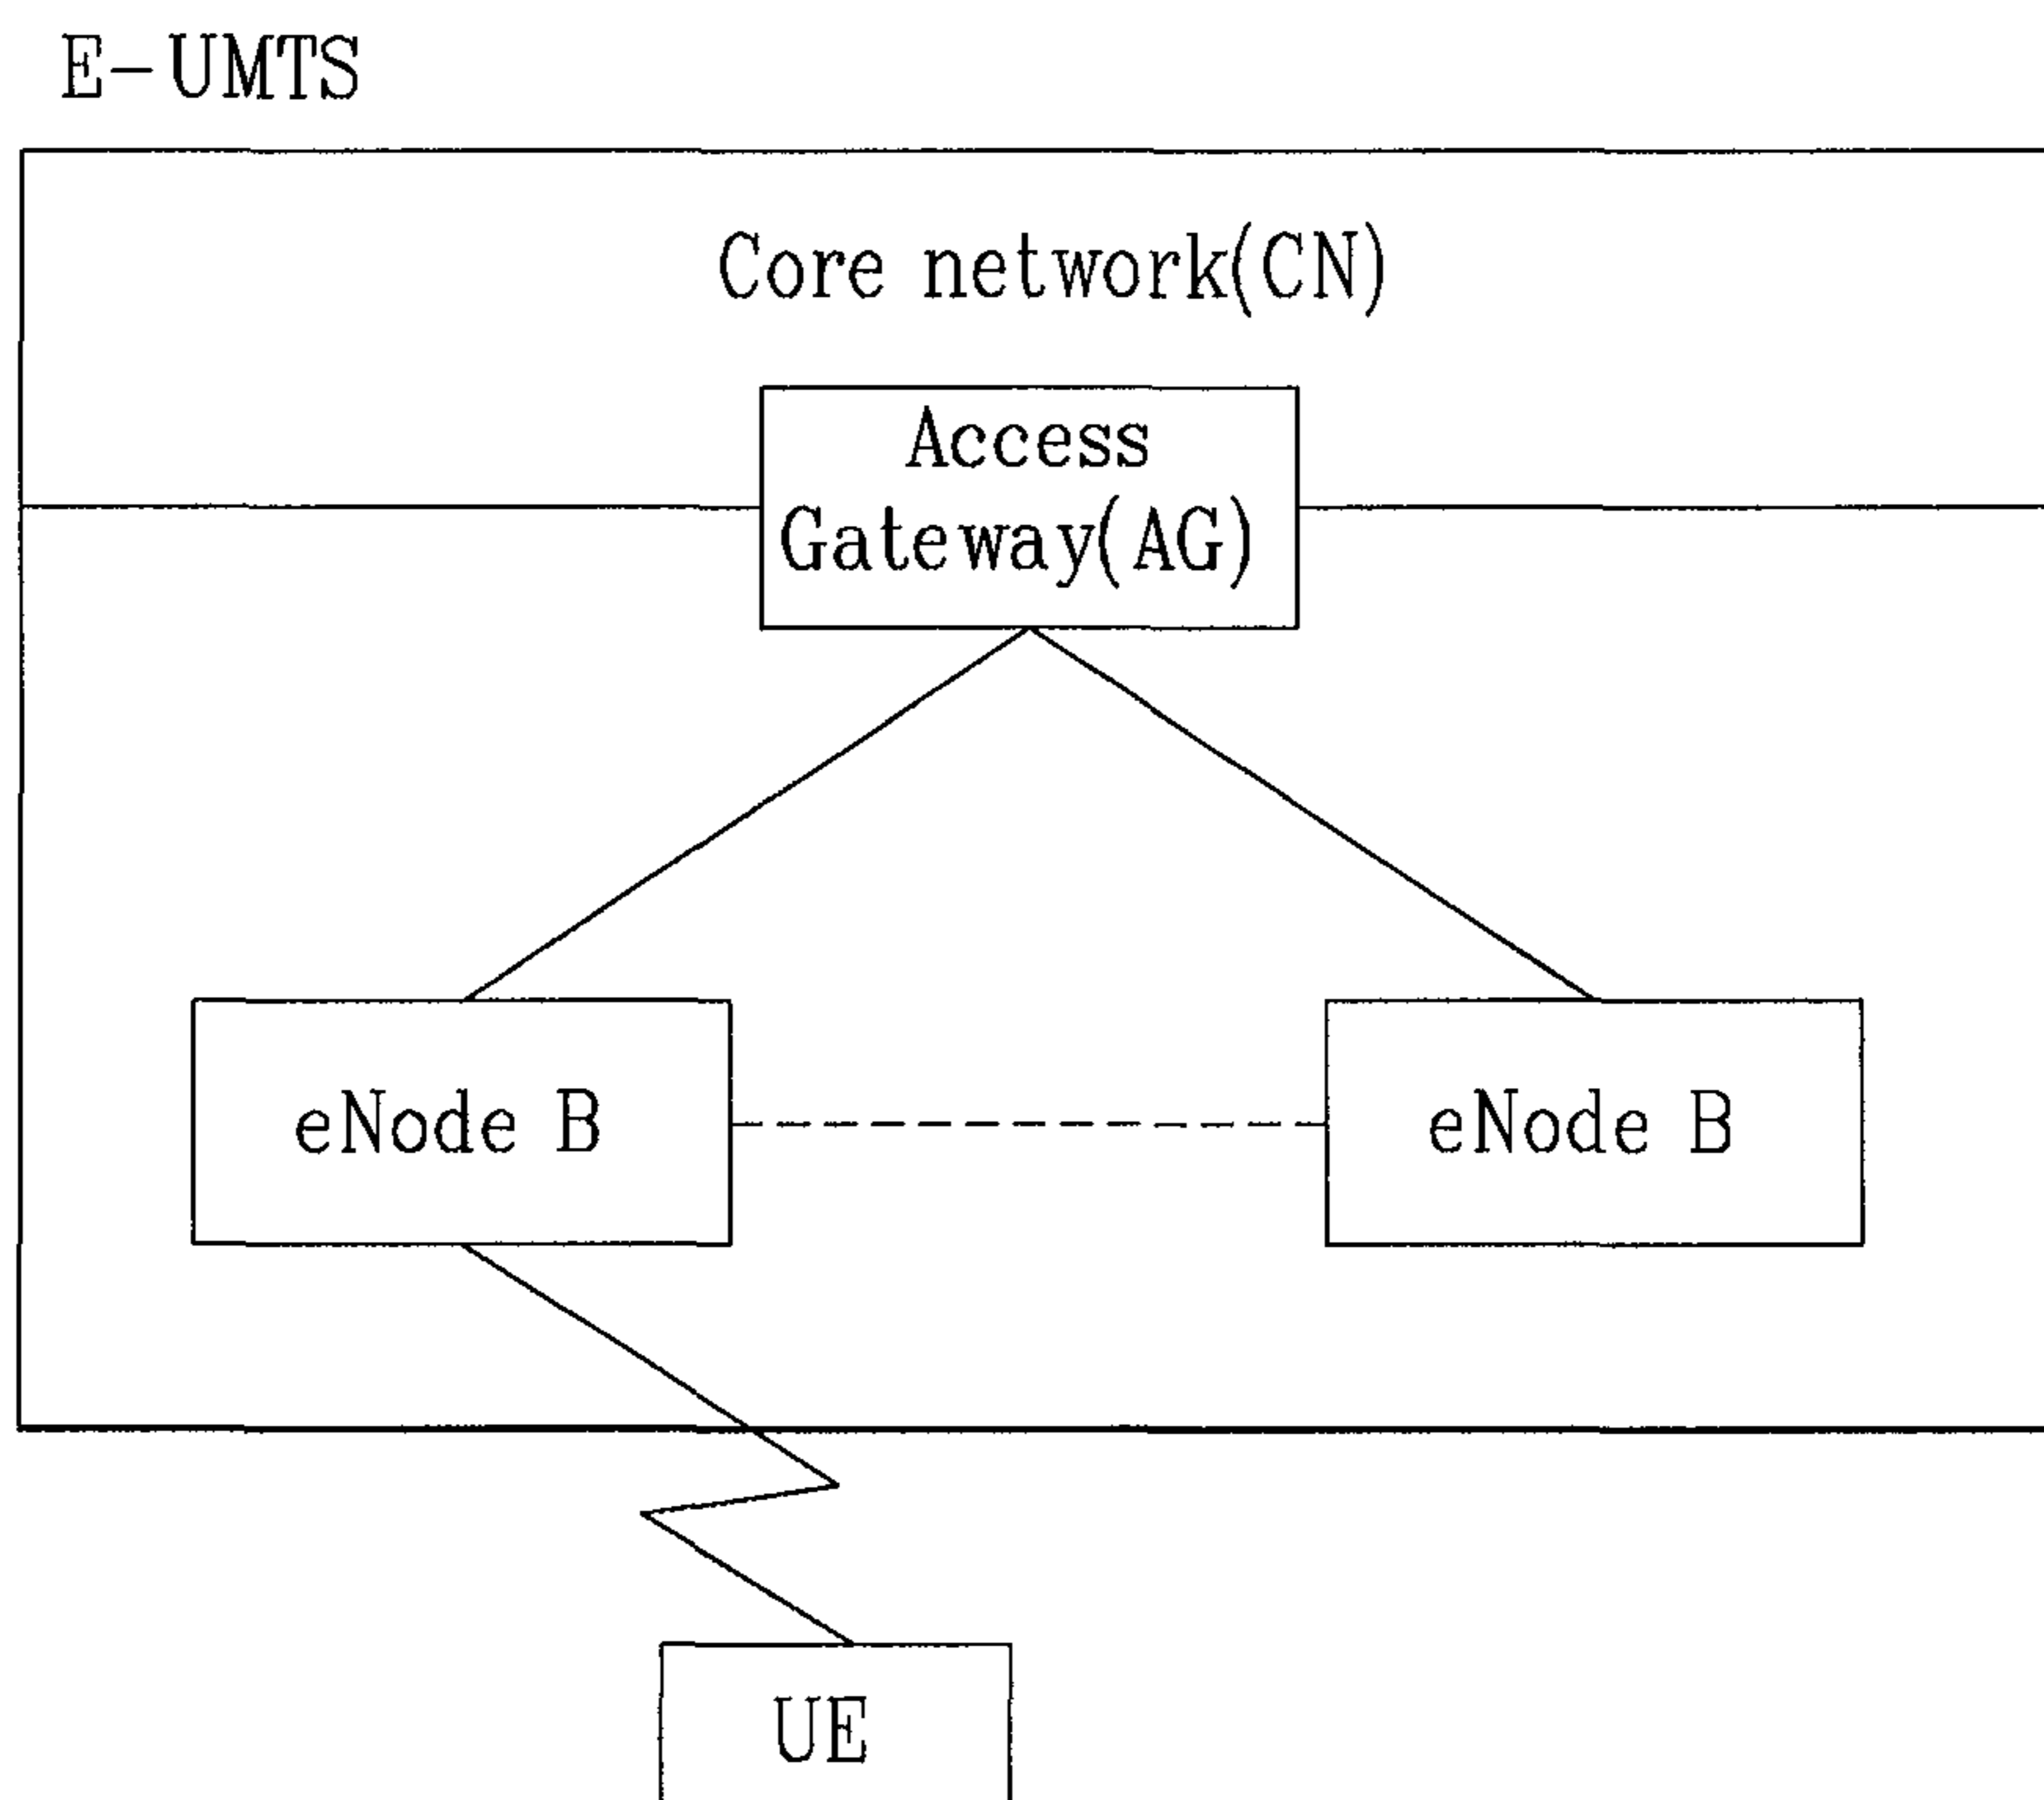 E-UMTS
Core network(CN)
Access
Gateway(AG)
eNode B
eNode B
UE